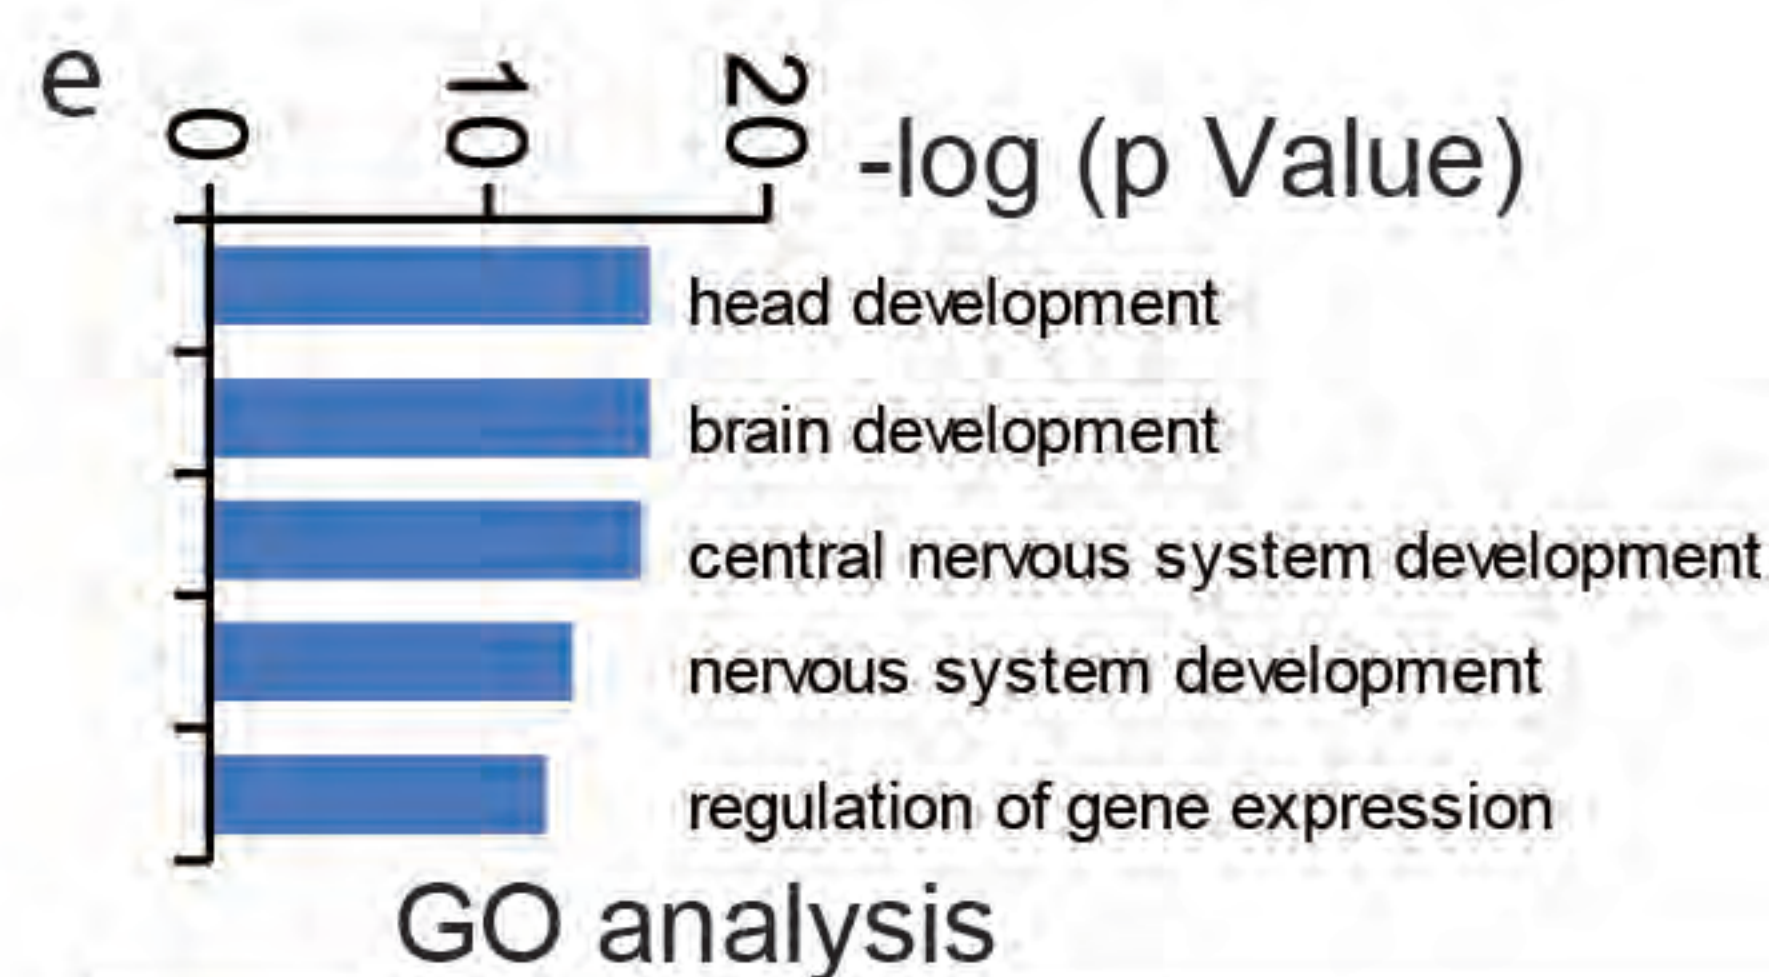 e
0
10
20
-log (p Value)
head development
brain development
central nervous system development
nervous system development
regulation of gene expression
GO analysis